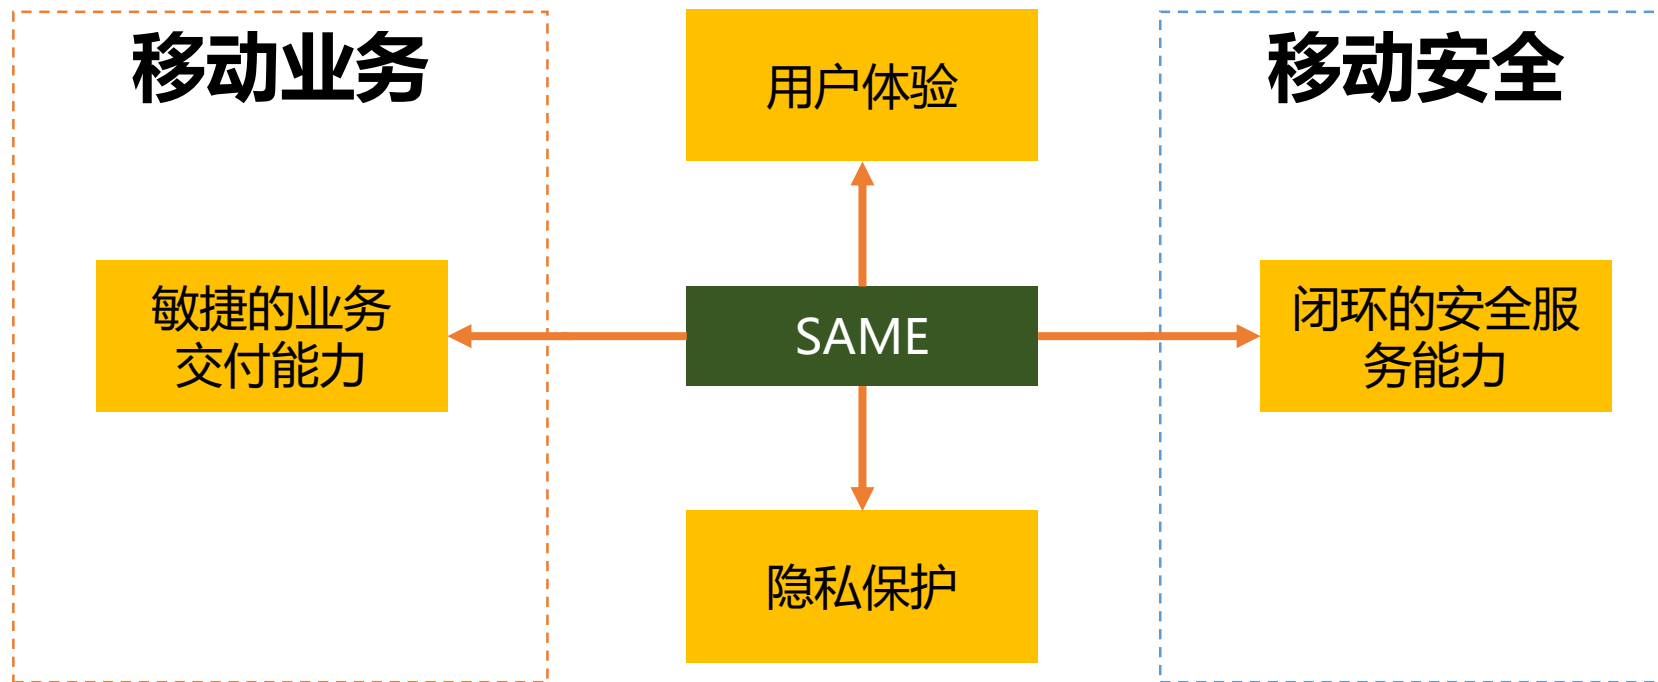 移动业务
用户体验
移动安全
敏捷的业务
交付能力
SAME
闭环的安全服
务能力
隐私保护